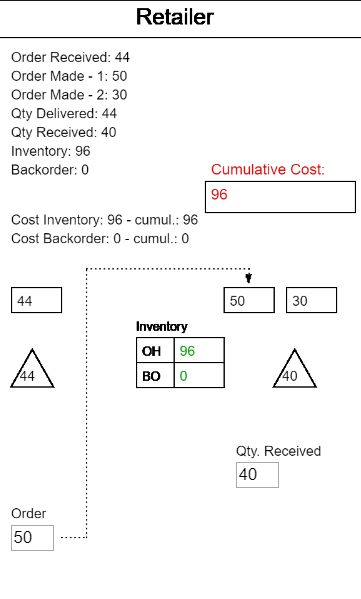 Retailer
Order Received: 44
Order Made - 1: 50
Order Made - 2: 30
Qty Delivered: 44
Qty Received: 40
Inventory: 96
Backorder: 0
Cumulative Cost:
96
Cost Inventory: 96 - cumul.: 96
Cost Backorder: 0 - cumul.: 0
44
50
30
Inventory
OH 96
BO 0
44
40
Qty. Received
40
Order
50